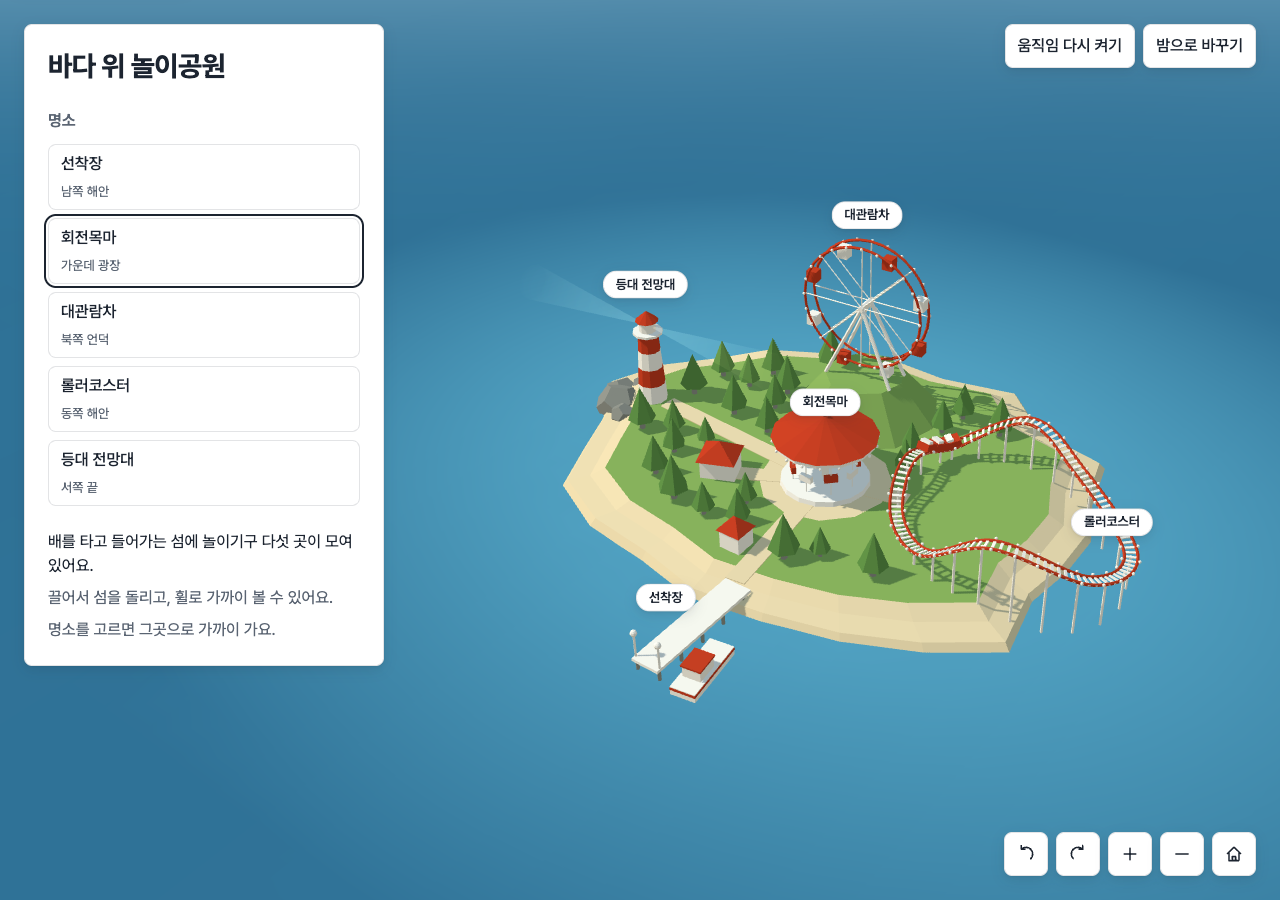 바다 위 놀이공원
명소
선착장
남쪽 해안
회전목마
가운데 광장
대관람차
북쪽 언덕
롤러코스터
동쪽 해안
등대 전망대
서쪽 끝
배를 타고 들어가는 섬에 놀이기구 다섯 곳이 모여
있어요.
끌어서 섬을 돌리고, 휠로 가까이 볼 수 있어요.
명소를 고르면 그곳으로 가까이 가요.
움직임 다시 켜기
밤으로 바꾸기
대관람차
등대 전망대
회전목마
롤러코스터
선착장